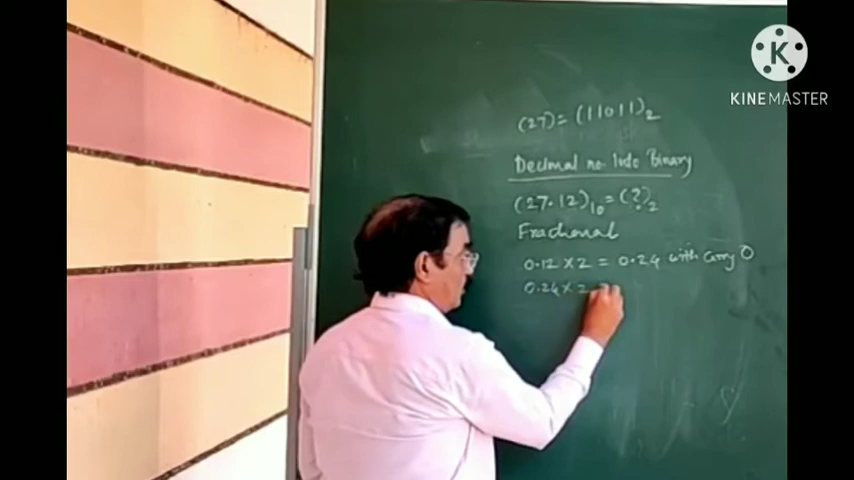 (27)= (11011)2
Decimal no. Into Binary
(27.12)10 = (?)2
Fractional
0.12 x 2 = 0.24 with carry 0
0.24 x 2 =
K
KINEMASTER